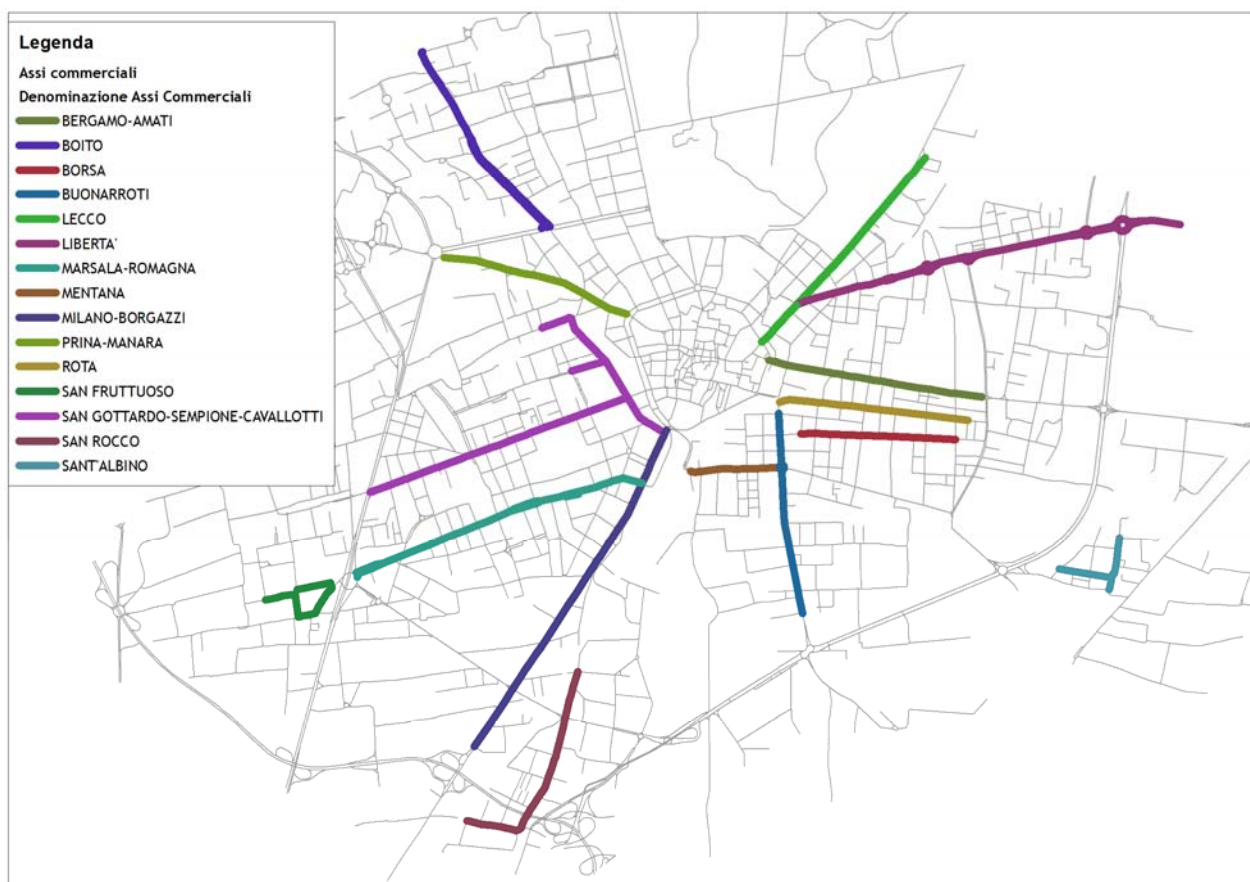 Legenda
Assi commerciali
Denominazione Assi Commerciali
BERGAMO-AMATI
BOITO
BORSA
BUONARROTI
LECCO
LIBERTA'
MARSALA-ROMAGNA
MENTANA
MILANO-BORGAZZI
PRINA-MANARA
ROTA
SAN FRUTTUOSO
SAN GOTTARDO-SEMPIONE-CAVALLOTTI
SAN ROCCO
SANT'ALBINO